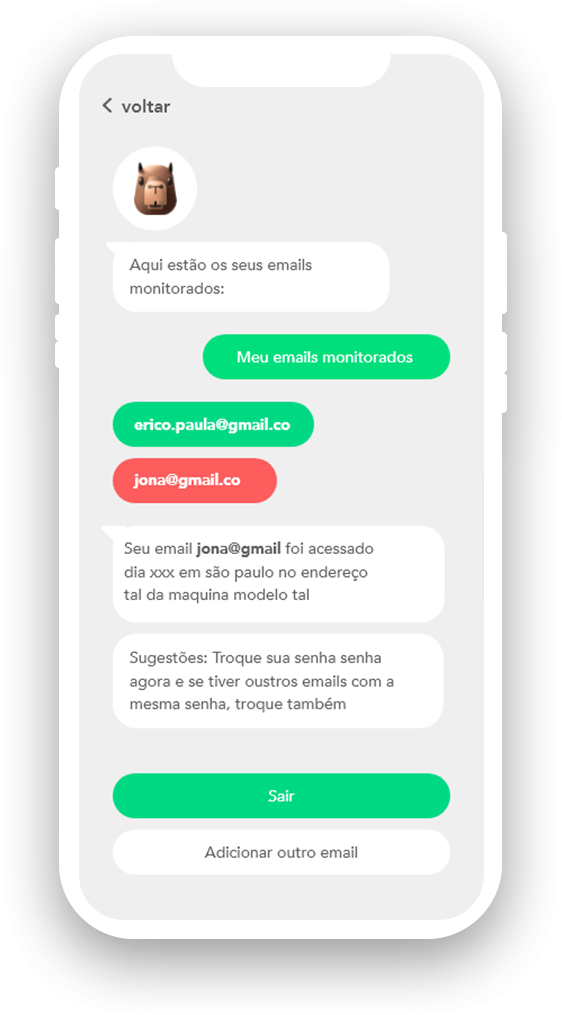 voltar
Aqui estão os seus emails
monitorados:
Meu emails monitorados
erico.paula@gmail.co
jona@gmail.co
Seu email jona@gmail foi acessado
dia xxx em são paulo no endereço
tal da maquina modelo tal
Sugestões: Troque sua senha senha
agora e se tiver oustros emails com a
mesma senha, troque também
Sair
Adicionar outro email